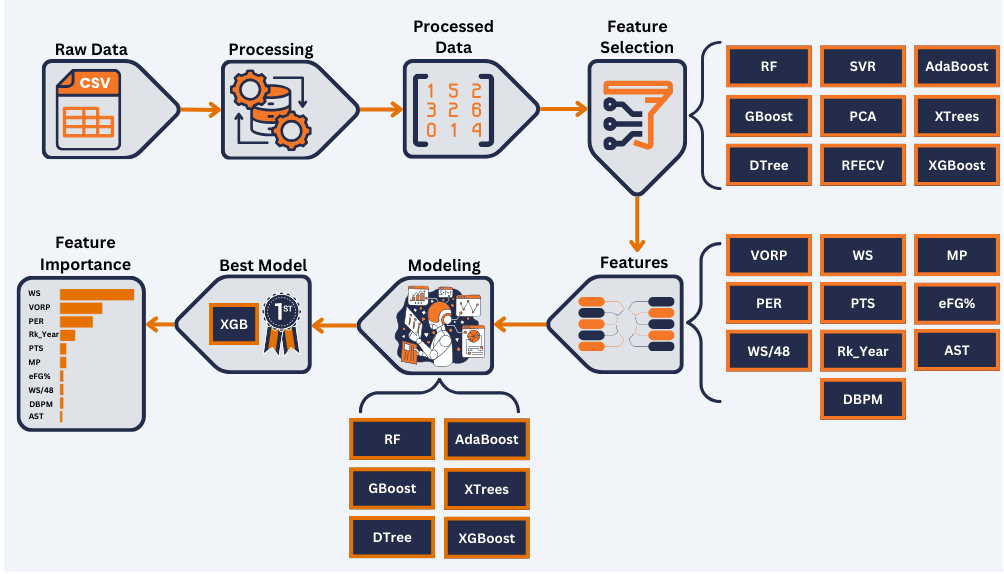 Raw Data
CSV
Processing
Processed
Data
1 5 2
3 2 6
0 1 9
Feature
Selection
RF
SVR
AdaBoost
GBoost
PCA
XTrees
DTree
RFECV
XGBoost
Features
VORP
WS
MP
PER
PTS
eFG%
WS/48
Rk_Year
AST
DBPM
Modeling
RF
AdaBoost
GBoost
XTrees
DTree
XGBoost
Best Model
XGB
1ST
Feature
Importance
WS
VORP
PER
Rk_Year
PTS
MP
eFG%
WS/48
DBPM
AST